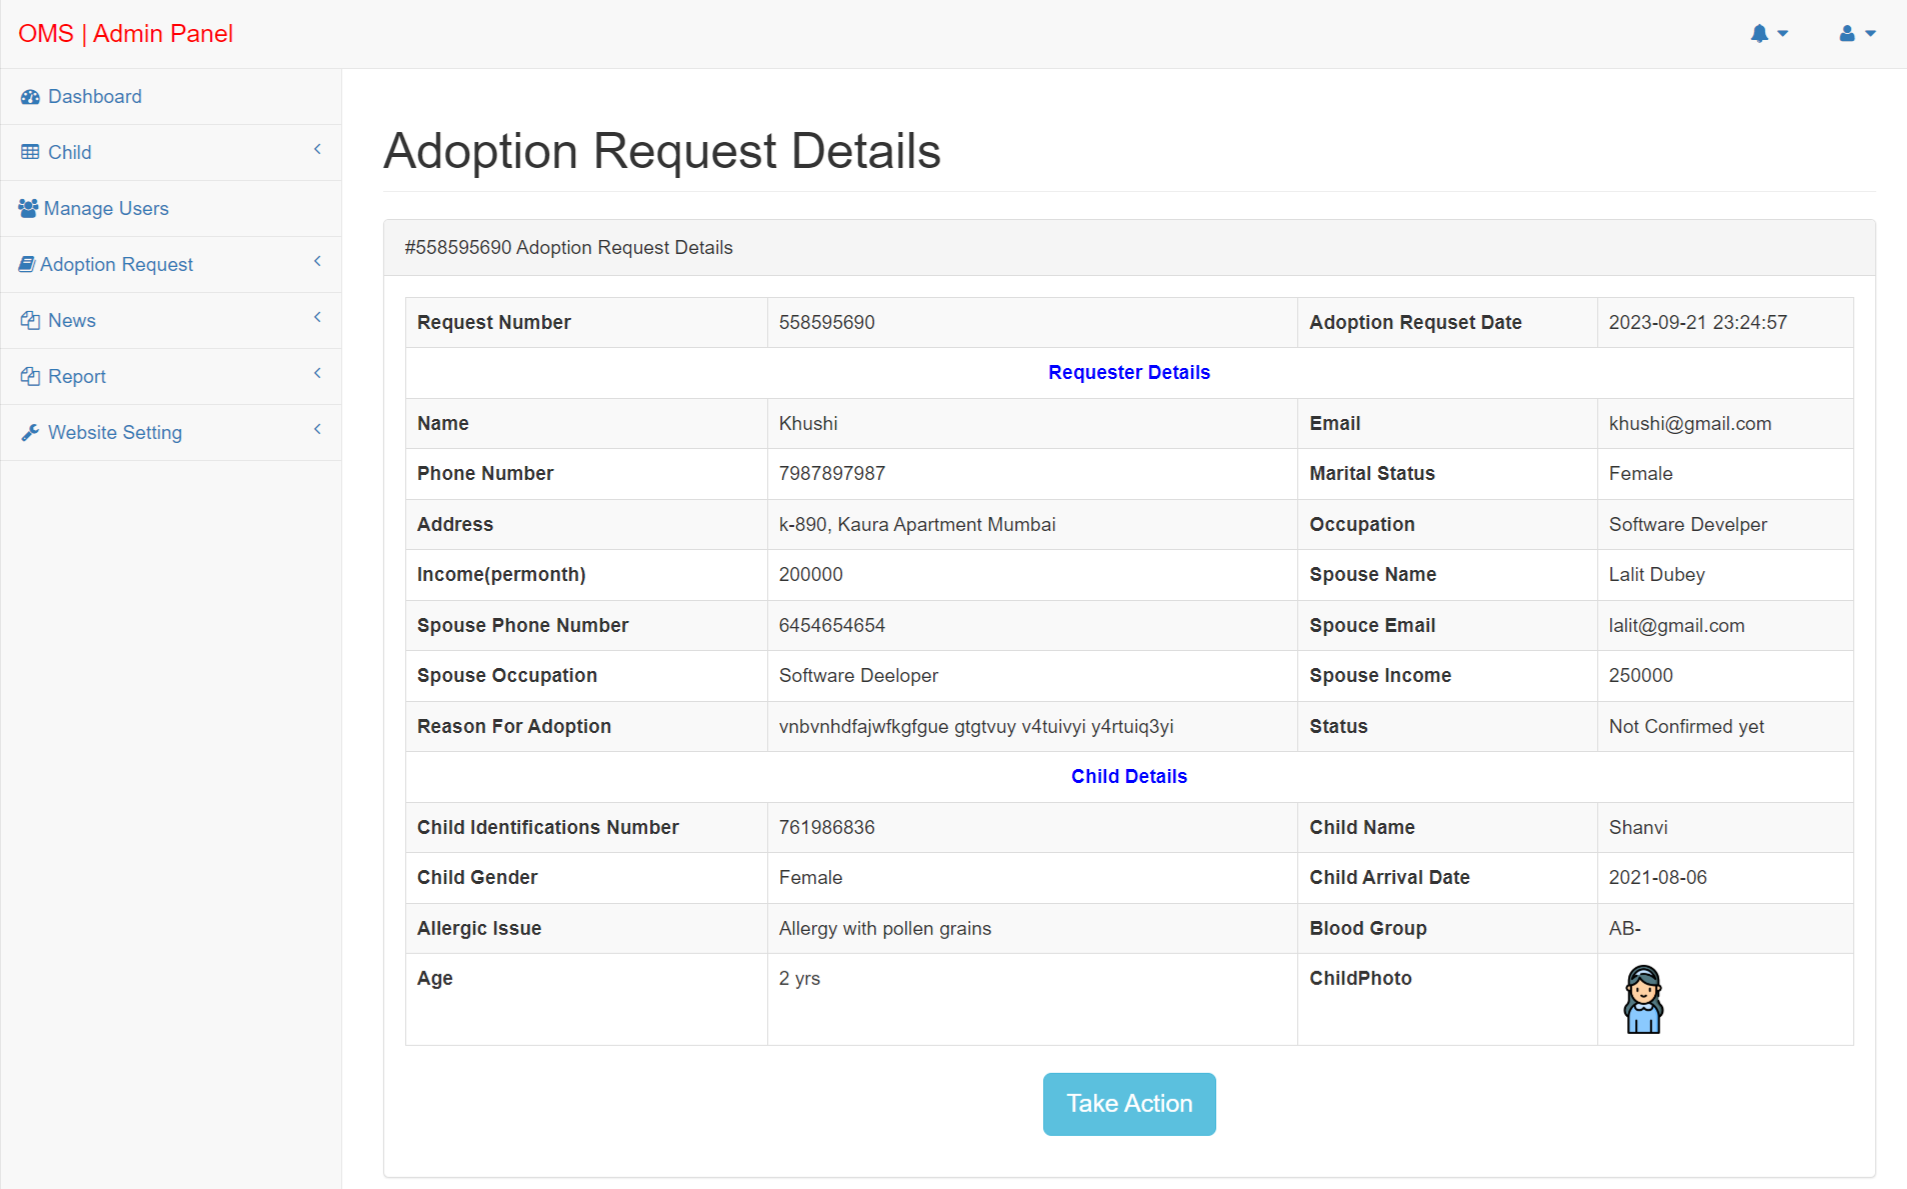 OMS | Admin Panel
Dashboard
Child
Manage Users
Adoption Request
News
Report
Website Setting
Adoption Request Details
#558595690 Adoption Request Details
Request Number 558595690 Adoption Requset Date 2023-09-21 23:24:57
Requester Details
Name Khushi Email khushi@gmail.com
Phone Number 7987897987 Marital Status Female
Address k-890, Kaura Apartment Mumbai Occupation Software Develper
Income(permonth) 200000 Spouse Name Lalit Dubey
Spouse Phone Number 6454654654 Spouce Email lalit@gmail.com
Spouse Occupation Software Deeloper Spouse Income 250000
Reason For Adoption vnbvnhdfajwfkgfgue gtgtvuy v4tuivyi y4rtuiq3yi Status Not Confirmed yet
Child Details
Child Identifications Number 761986836 Child Name Shanvi
Child Gender Female Child Arrival Date 2021-08-06
Allergic Issue Allergy with pollen grains Blood Group AB-
Age 2 yrs ChildPhoto
Take Action